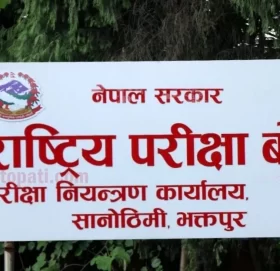 नेपाल सरकार
राष्ट्रिय परीक्षा
नियन्त्रण कार्यालय,
सानोठिमी, भक्तपुर